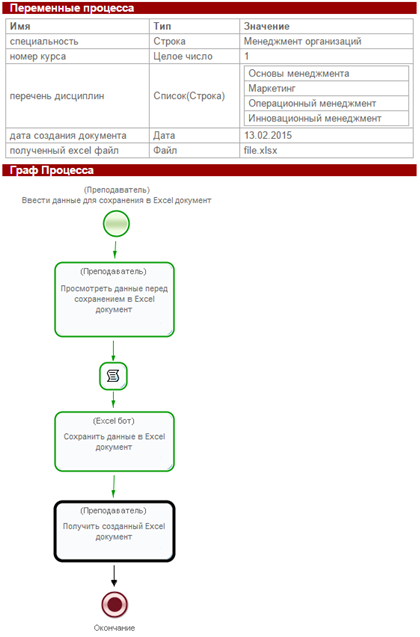 Переменные процесса
Имя Тип Значение
специальность Строка Менеджмент организаций
номер курса Целое число 1
перечень дисциплин Список(Строка) Основы менеджмента
Маркетинг
Операционный менеджмент
Инновационный менеджмент
дата создания документа Дата 13.02.2015
полученный excel файл Файл file.xlsx
Граф Процесса
(Преподаватель)
Ввести данные для сохранения в Excel документ
(Преподаватель)
Просмотреть данные перед
сохранением в Excel
документ
(Excel бот)
Сохранить данные в Excel
документ
(Преподаватель)
Получить созданный Excel
документ
Окончание